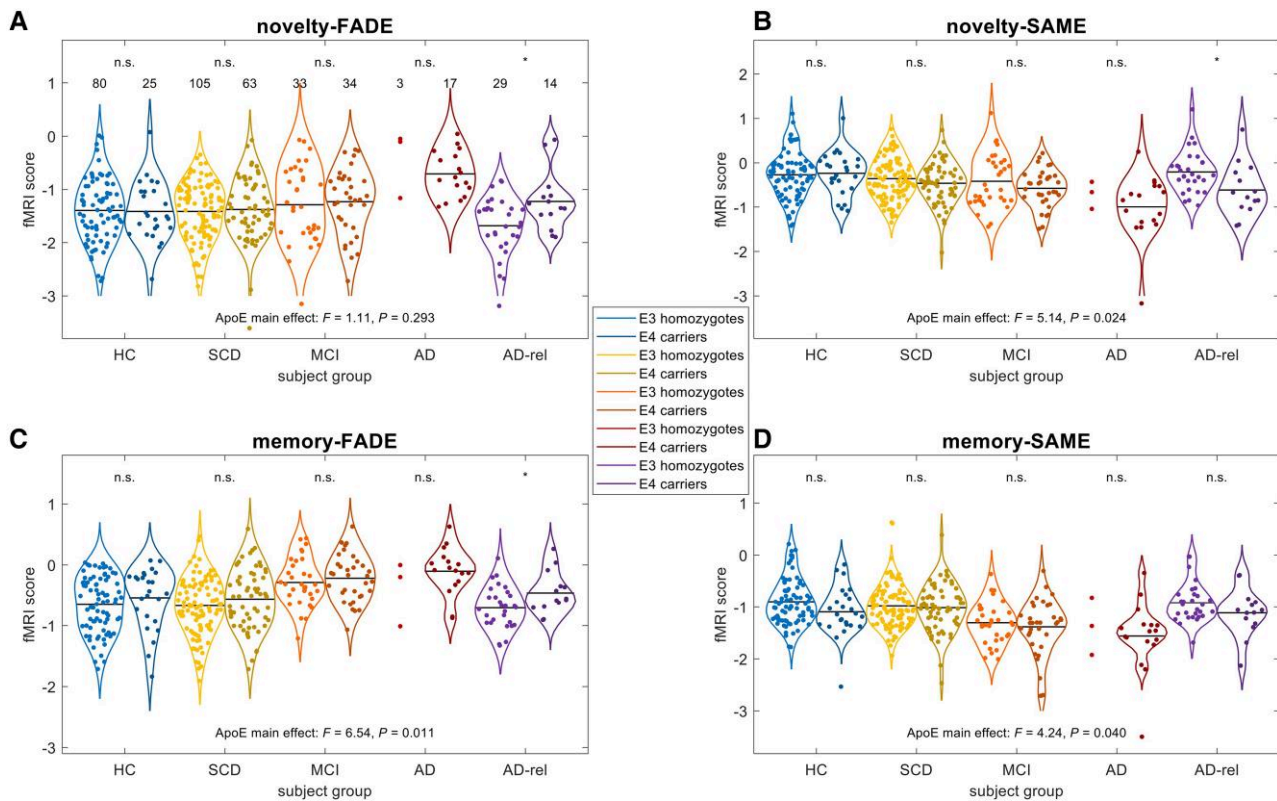 A
novelty-FADE
n.s. n.s. n.s. n.s. *
80 25 105 63 33 34 3 17 29 14
1
0
-1
-2
-3
fMRI score
ApoE main effect: F = 1.11, P = 0.293
HC SCD MCI AD AD-rel
subject group
B
novelty-SAME
n.s. n.s. n.s. n.s. *
2
1
0
-1
-2
-3
fMRI score
ApoE main effect: F = 5.14, P = 0.024
HC SCD MCI AD AD-rel
subject group
E3 homozygotes
E4 carriers
E3 homozygotes
E4 carriers
E3 homozygotes
E4 carriers
E3 homozygotes
E4 carriers
E3 homozygotes
E4 carriers
C
memory-FADE
n.s. n.s. n.s. n.s. *
1
0
-1
-2
-3
fMRI score
ApoE main effect: F = 6.54, P = 0.011
HC SCD MCI AD AD-rel
subject group
D
memory-SAME
n.s. n.s. n.s. n.s. n.s.
1
0
-1
-2
-3
fMRI score
ApoE main effect: F = 4.24, P = 0.040
HC SCD MCI AD AD-rel
subject group